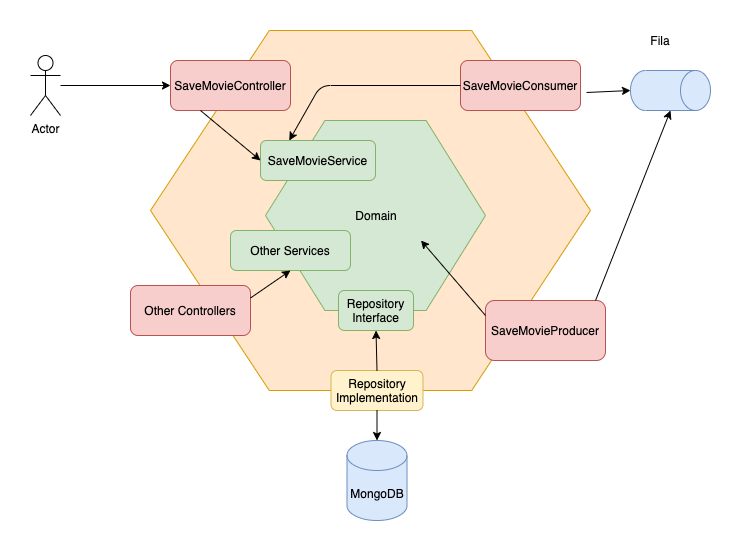 Fila
SaveMovieController
SaveMovieConsumer
Actor
SaveMovieService
Domain
Other Services
Repository
Interface
Other Controllers
SaveMovieProducer
Repository
Implementation
MongoDB